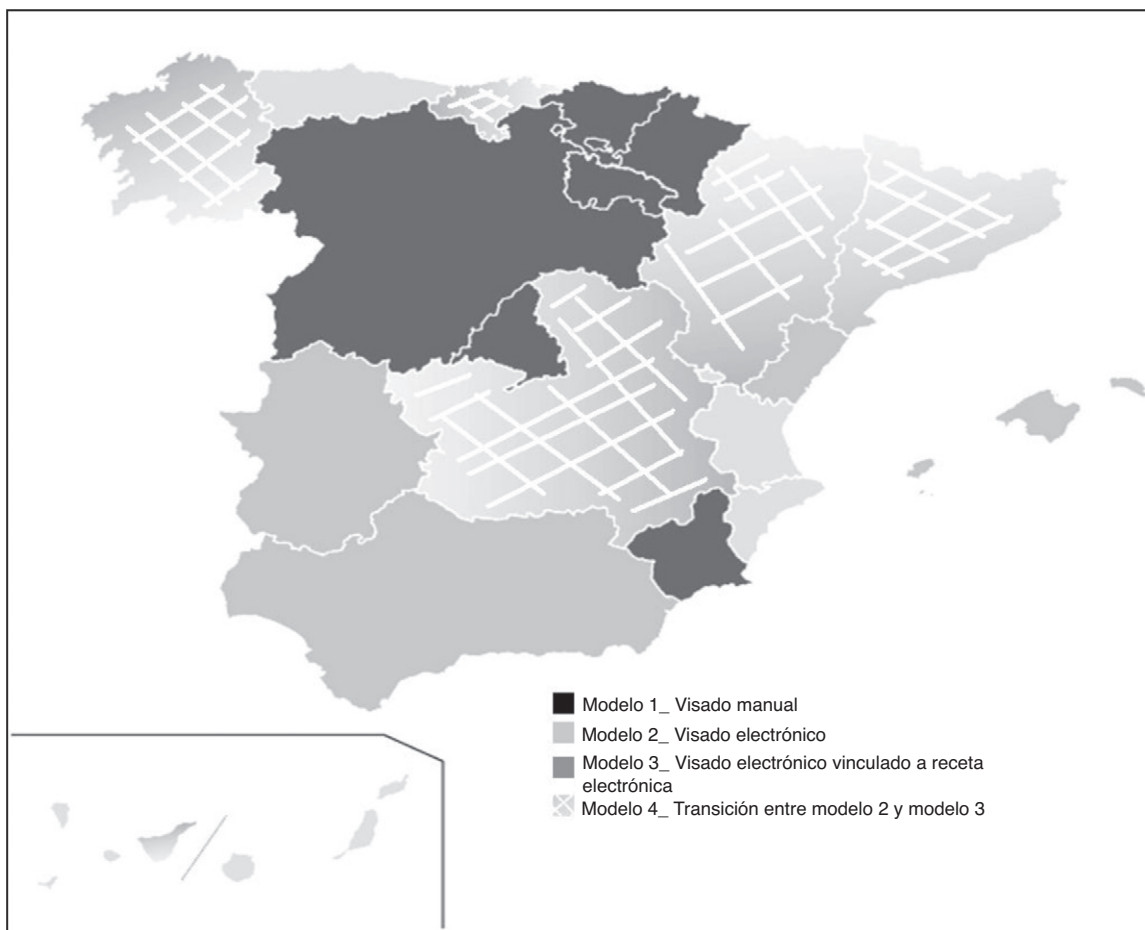 Modelo 1_ Visado manual
Modelo 2_ Visado electrónico
Modelo 3_ Visado electrónico vinculado a receta
electrónica
Modelo 4_ Transición entre modelo 2 y modelo 3